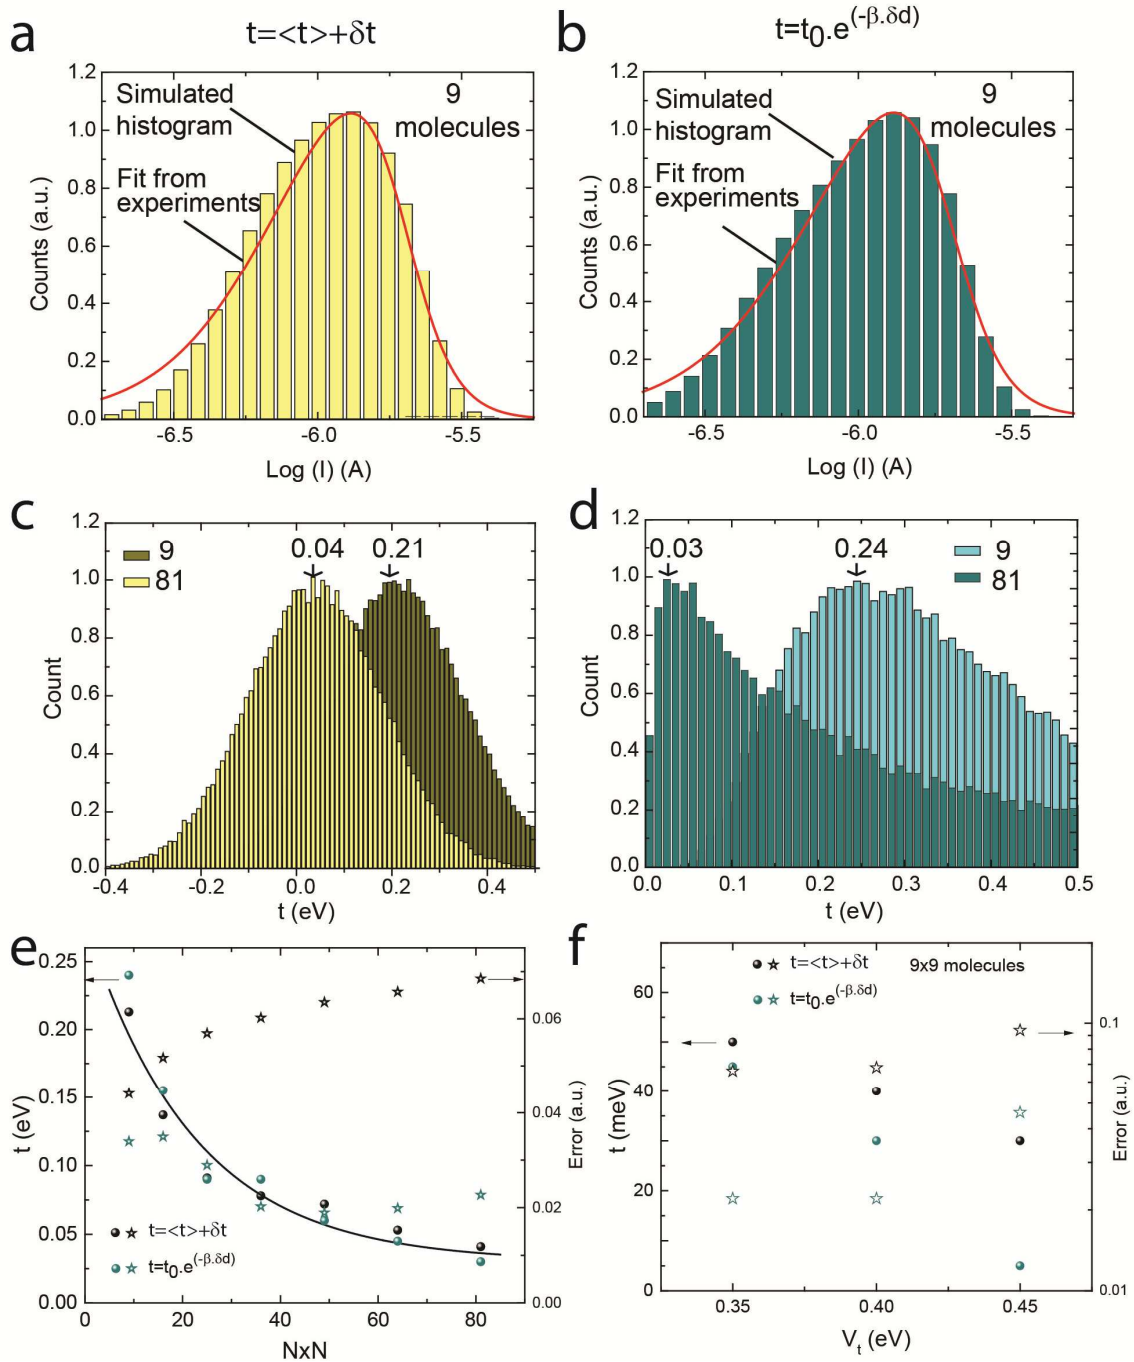 a
t=<t>+δt
b
t=t0.e(-β.δd)
1.2
1.0
0.8
0.6
0.4
0.2
0.0
Counts (a.u.)
Simulated
histogram
Fit from
experiments
9
molecules
-6.5
-6.0
-5.5
Log (I) (A)
1.2
1.0
0.8
0.6
0.4
0.2
0.0
Counts (a.u.)
Simulated
histogram
Fit from
experiments
9
molecules
-6.5
-6.0
-5.5
Log (I) (A)
c
1.2
1.0
0.8
0.6
0.4
0.2
0.0
Count
9
81
0.04
0.21
-0.4
-0.2
0.0
0.2
0.4
t (eV)
d
1.2
1.0
0.8
0.6
0.4
0.2
0.0
Count
0.03
0.24
9
81
0.0
0.1
0.2
0.3
0.4
0.5
t (eV)
e
0.25
0.20
0.15
0.10
0.05
0.00
t (eV)
t=<t>+δt
t=t0.e(-β.δd)
0.06
0.04
0.02
0.00
Error (a.u.)
0
20
40
60
80
NxN
f
60
40
20
0
t (meV)
t=<t>+δt
t=t0.e(-β.δd)
9x9 molecules
0.1
0.01
Error (a.u.)
0.35
0.40
0.45
Vt (eV)